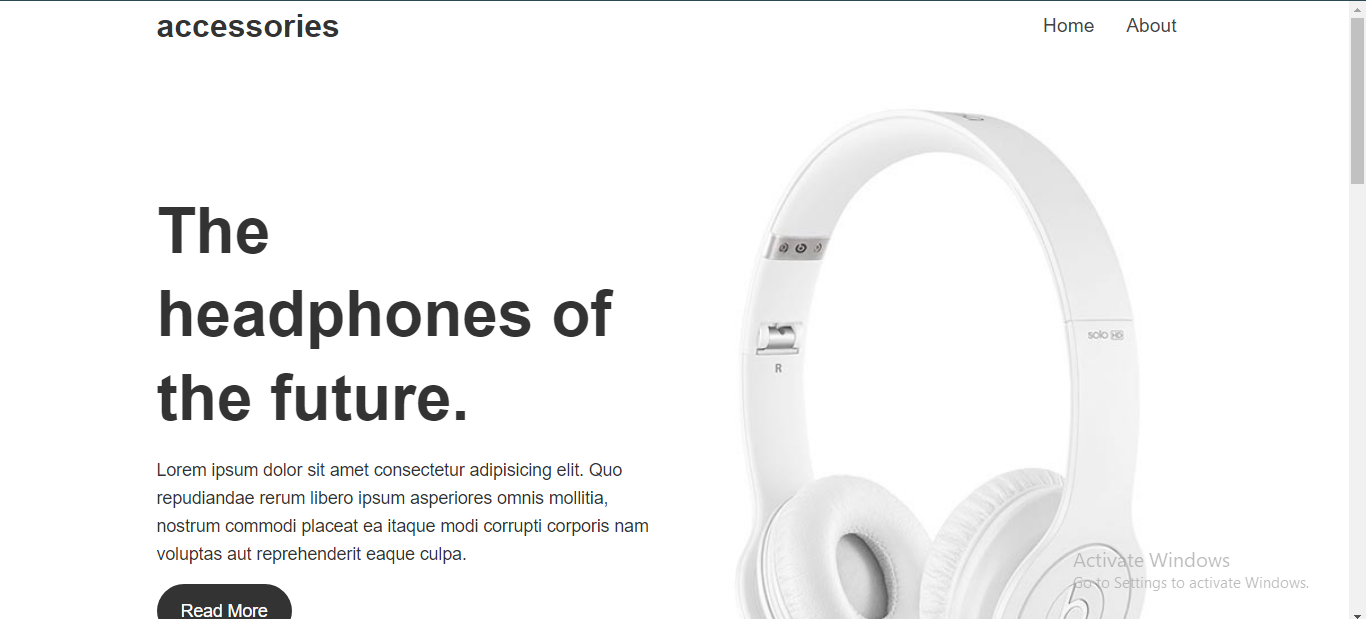 accessories
Home
About
The
headphones of
the future.
Lorem ipsum dolor sit amet consectetur adipisicing elit. Quo
repudiandae rerum libero ipsum asperiores omnis mollitia,
nostrum commodi placeat ea itaque modi corrupti corporis nam
voluptas aut reprehenderit eaque culpa.
Read More
solo HD
R
Activate Windows
Go to Settings to activate Windows.